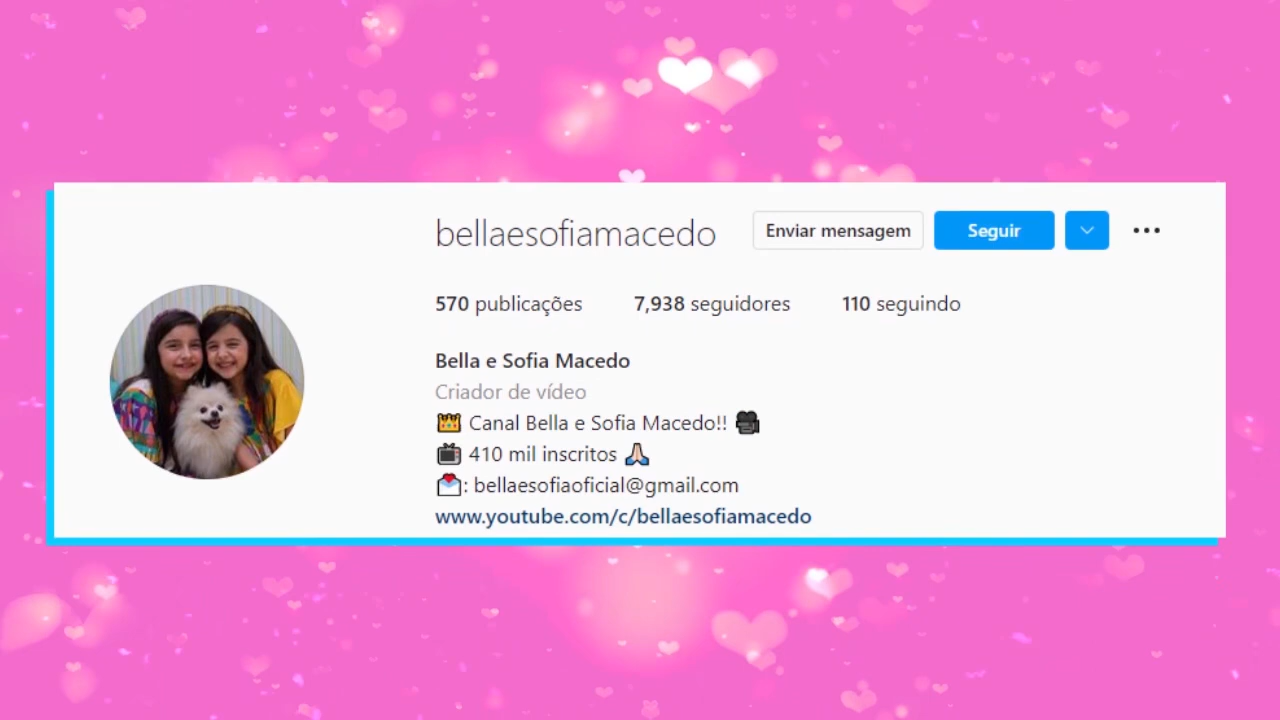 bellaesofiamacedo Enviar mensagem Seguir
570 publicações 7,938 seguidores 110 seguindo
Bella e Sofia Macedo
Criador de vídeo
👑 Canal Bella e Sofia Macedo!! 🎥
📺 410 mil inscritos 🙏🏻
💌: bellaesofiaoficial@gmail.com
www.youtube.com/c/bellaesofiamacedo